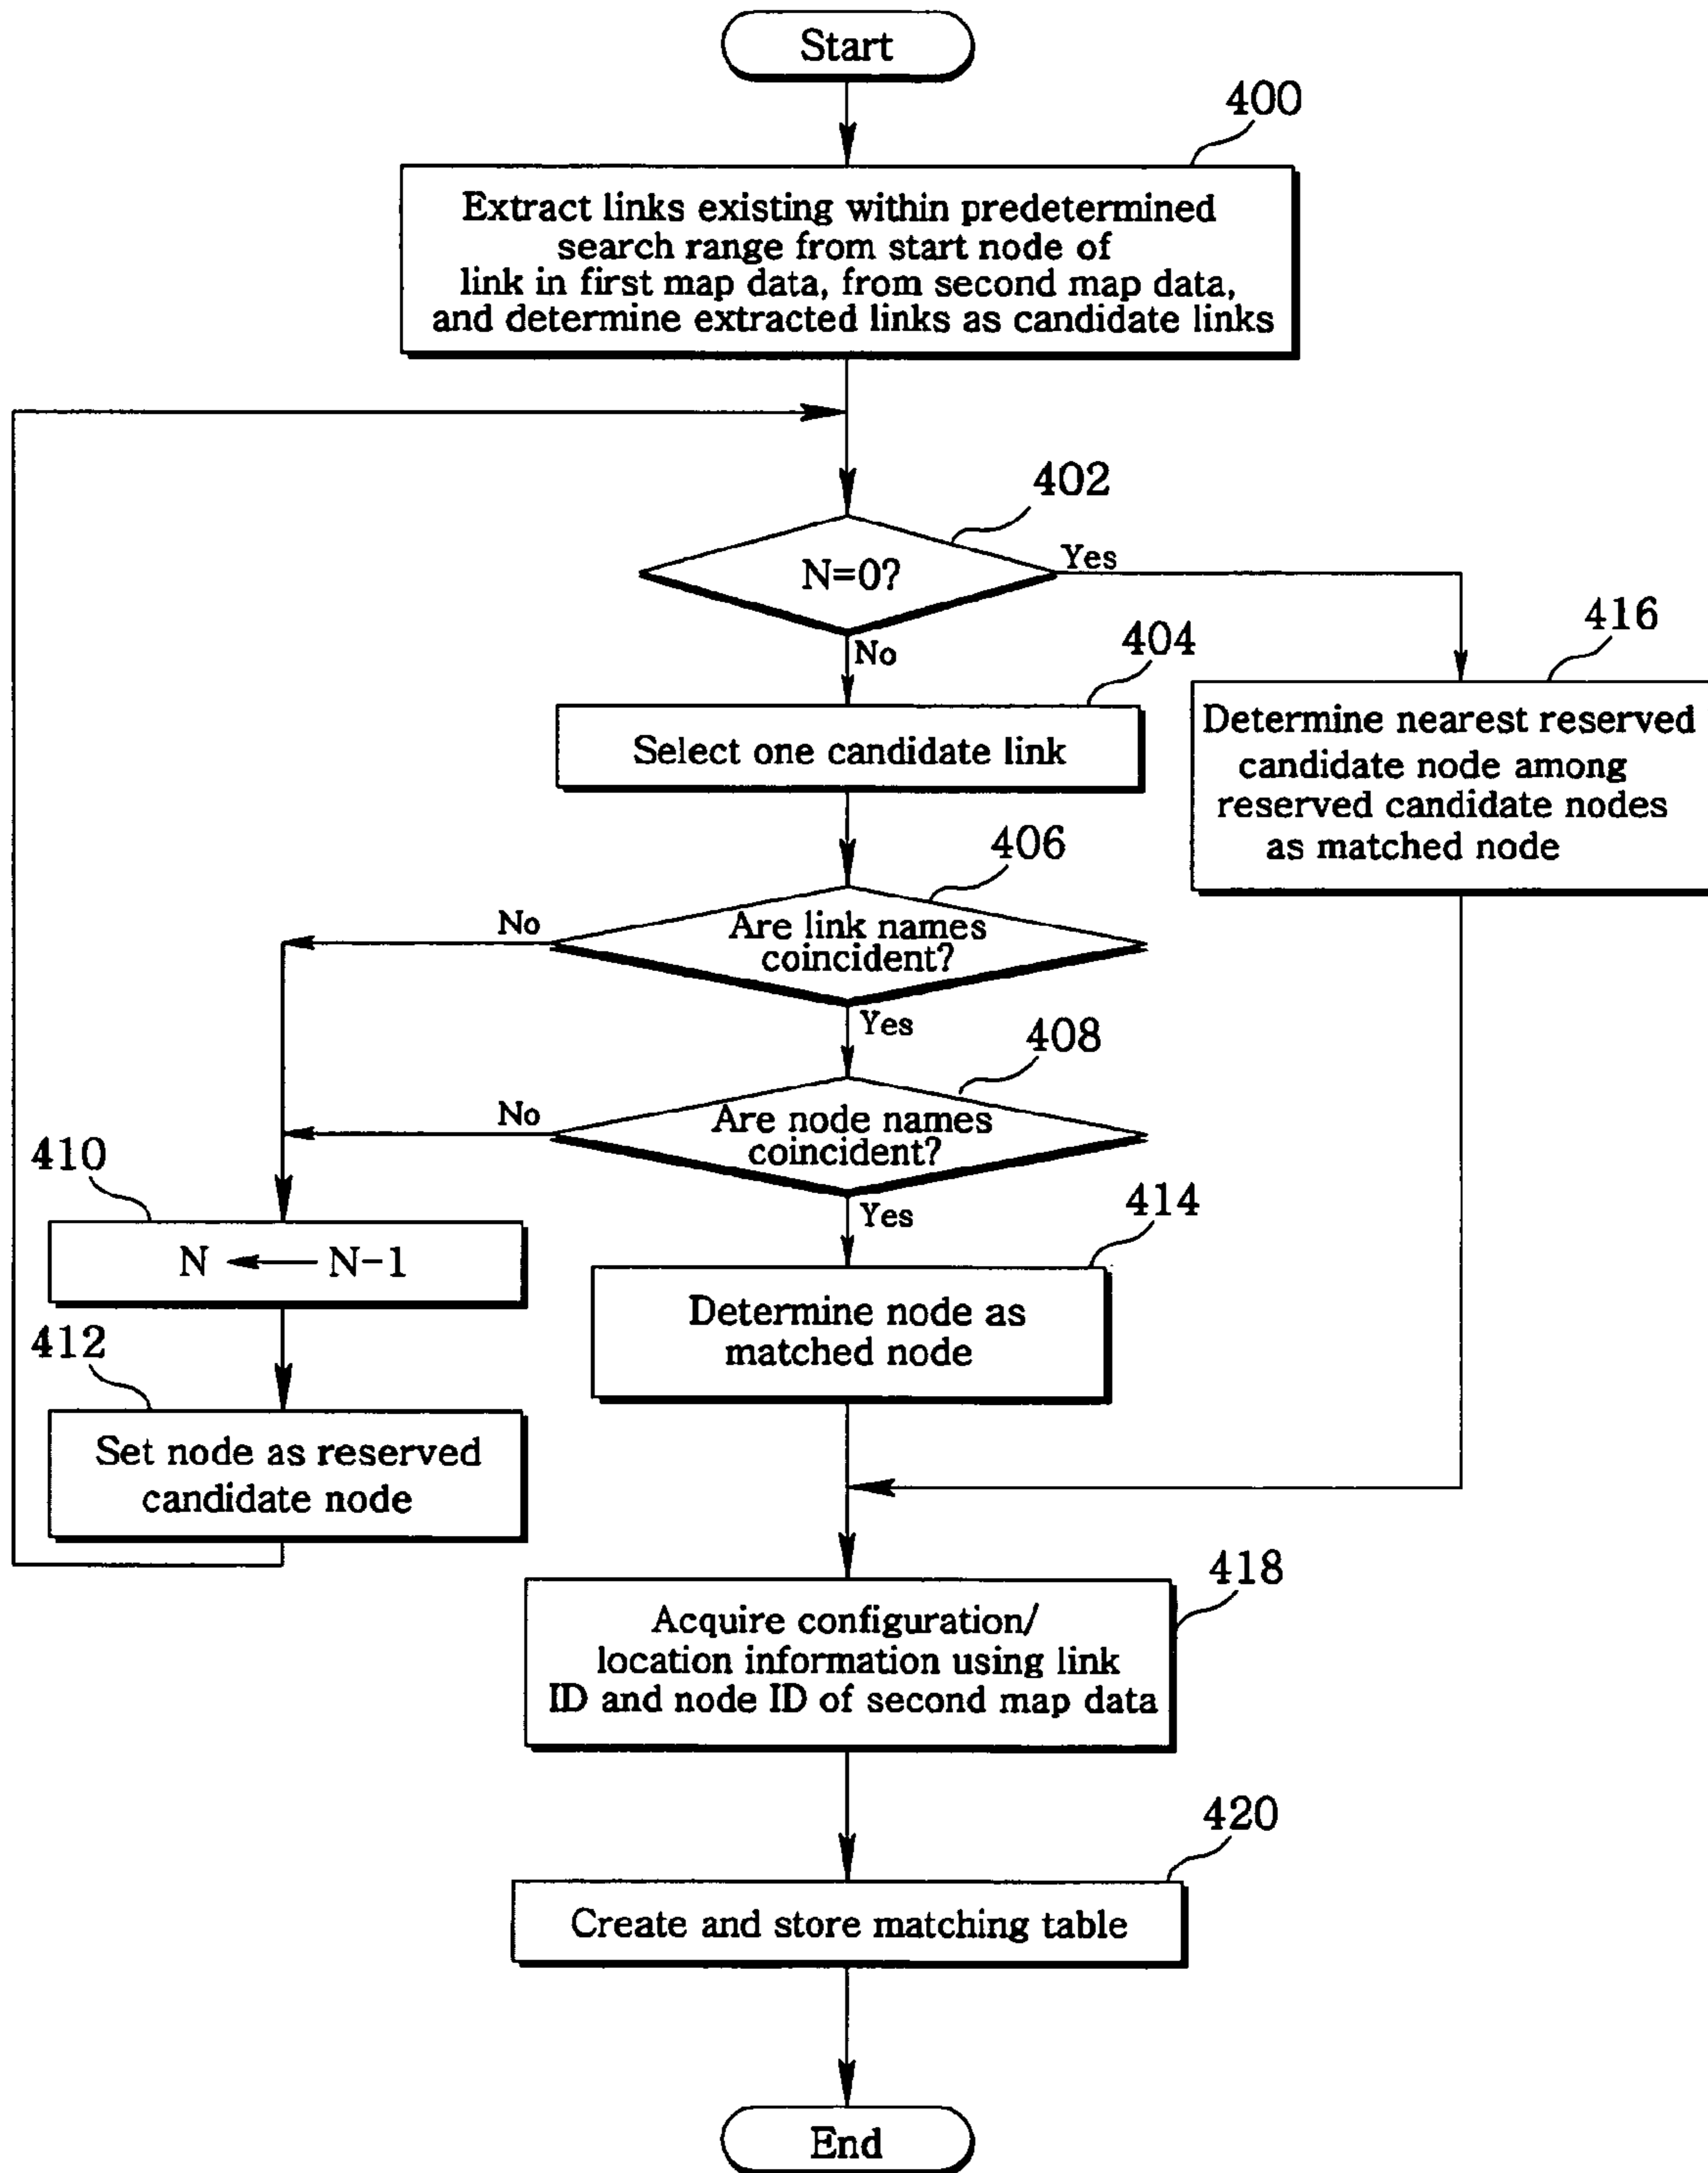 Start
400
Extract links existing within predetermined
search range from start node of
link in first map data, from second map data,
and determine extracted links as candidate links
402
N=0?
Yes
No
404
Select one candidate link
416
Determine nearest reserved
candidate node among
reserved candidate nodes
as matched node
406
Are link names
coincident?
No
Yes
408
Are node names
coincident?
No
Yes
410
N ← N-1
412
Set node as reserved
candidate node
414
Determine node as
matched node
418
Acquire configuration/
location information using link
ID and node ID of second map data
420
Create and store matching table
End